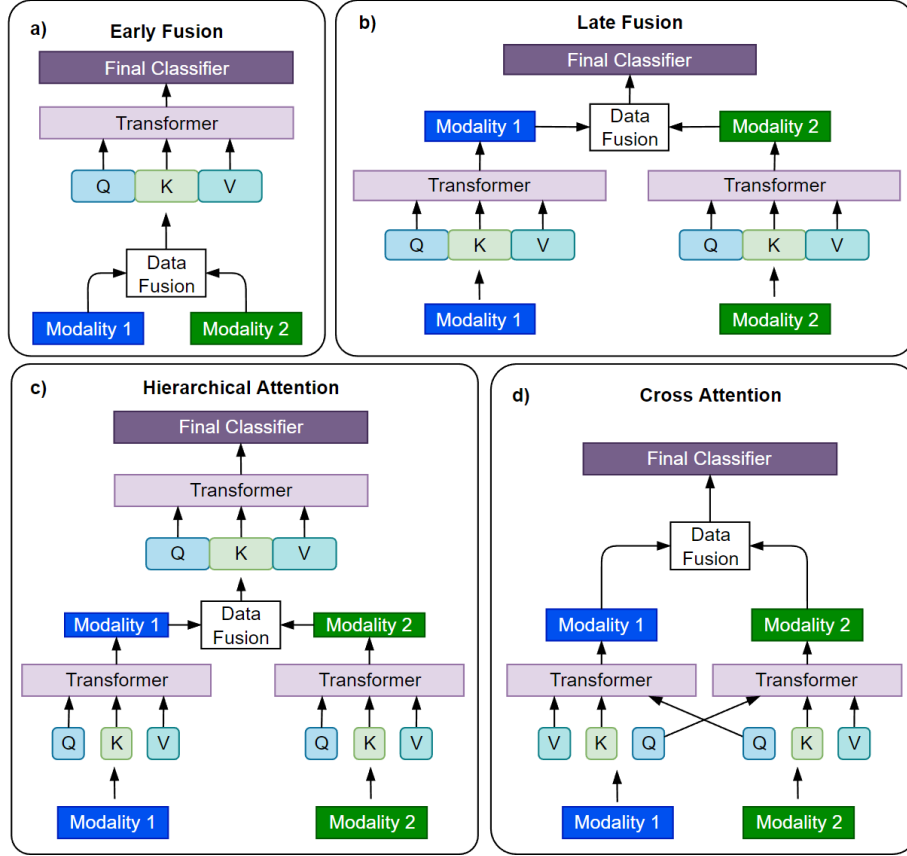 a)
Early Fusion
Final Classifier
Transformer
Q K V
Data
Fusion
Modality 1 Modality 2
b)
Late Fusion
Final Classifier
Modality 1 Data Modality 2
Fusion
Transformer Transformer
Q K V Q K V
Modality 1 Modality 2
c)
Hierarchical Attention
Final Classifier
Transformer
Q K V
Modality 1 Data Modality 2
Fusion
Transformer Transformer
Q K V Q K V
Modality 1 Modality 2
d)
Cross Attention
Final Classifier
Data
Fusion
Modality 1 Modality 2
Transformer Transformer
V K Q Q K V
Modality 1 Modality 2